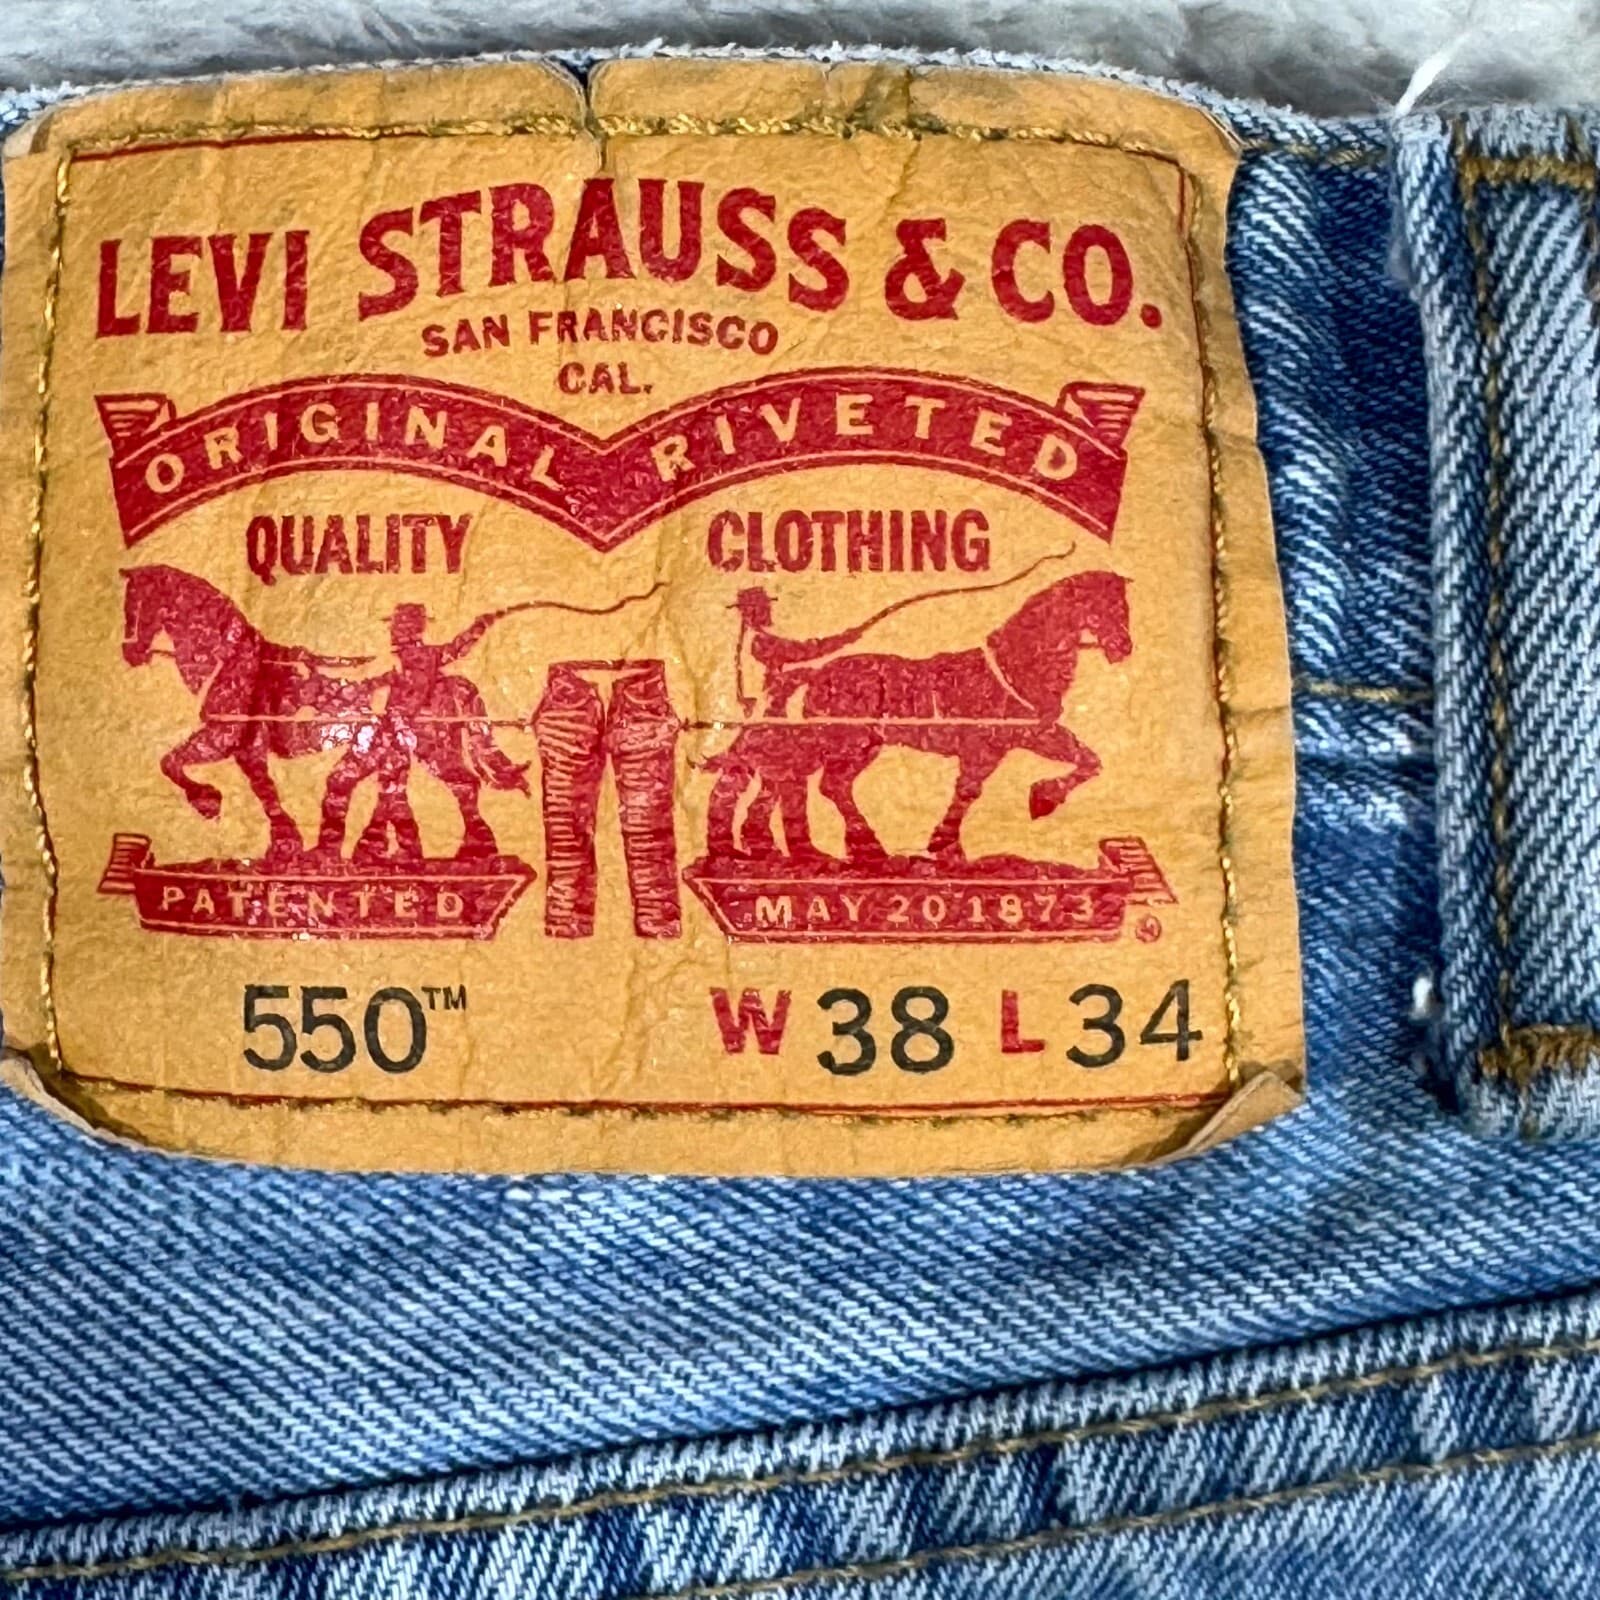 LEVI STRAUSS & CO.
SAN FRANCISCO
CAL.
ORIGINAL RIVETED
QUALITY CLOTHING
PATENTED MAY 20 1873 ®
550™ W 38 L 34